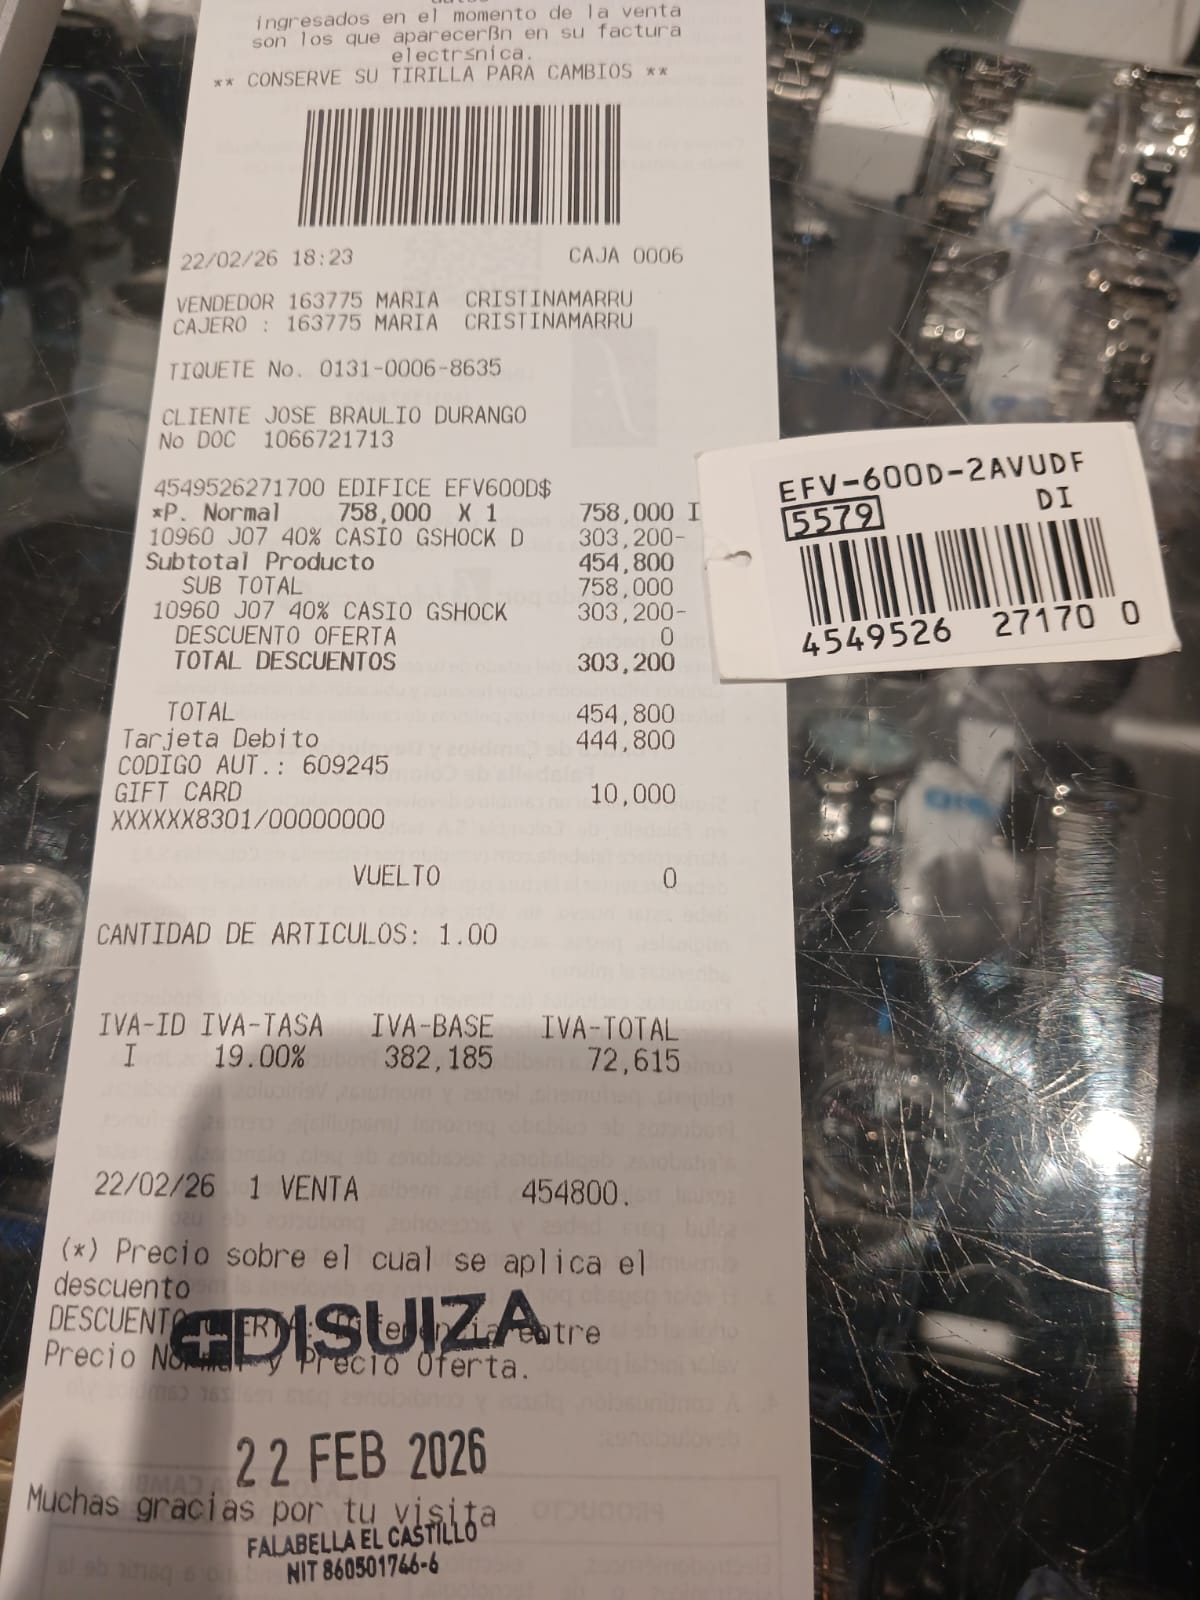 ingresados en el momento de la venta
son los que aparecerßn en su factura
electr≤nica.
** CONSERVE SU TIRILLA PARA CAMBIOS **
22/02/26 18:23 CAJA 0006
VENDEDOR 163775 MARIA CRISTINAMARRU
CAJERO : 163775 MARIA CRISTINAMARRU
TIQUETE No. 0131-0006-8635
CLIENTE JOSE BRAULIO DURANGO
No DOC 1066721713
4549526271700 EDIFICE EFV600D$
*P. Normal 758,000 X 1 758,000 I
10960 J07 40% CASIO GSHOCK D 303,200-
Subtotal Producto 454,800
SUB TOTAL 758,000
10960 J07 40% CASIO GSHOCK 303,200-
DESCUENTO OFERTA 0
TOTAL DESCUENTOS 303,200
TOTAL 454,800
Tarjeta Debito 444,800
CODIGO AUT.: 609245
GIFT CARD 10,000
XXXXXX8301/00000000
VUELTO 0
CANTIDAD DE ARTICULOS: 1.00
IVA-ID IVA-TASA IVA-BASE IVA-TOTAL
I 19.00% 382,185 72,615
22/02/26 1 VENTA 454800.
(*) Precio sobre el cual se aplica el
descuento
DESCUENTO OFERTA: Diferencia entre
Precio Normal y Precio Oferta.
DISUIZA
22 FEB 2026
Muchas gracias por tu visita
FALABELLA EL CASTILLO
NIT 860501766-6
EFV-600D-2AVUDF
5579 DI
4549526 27170 0